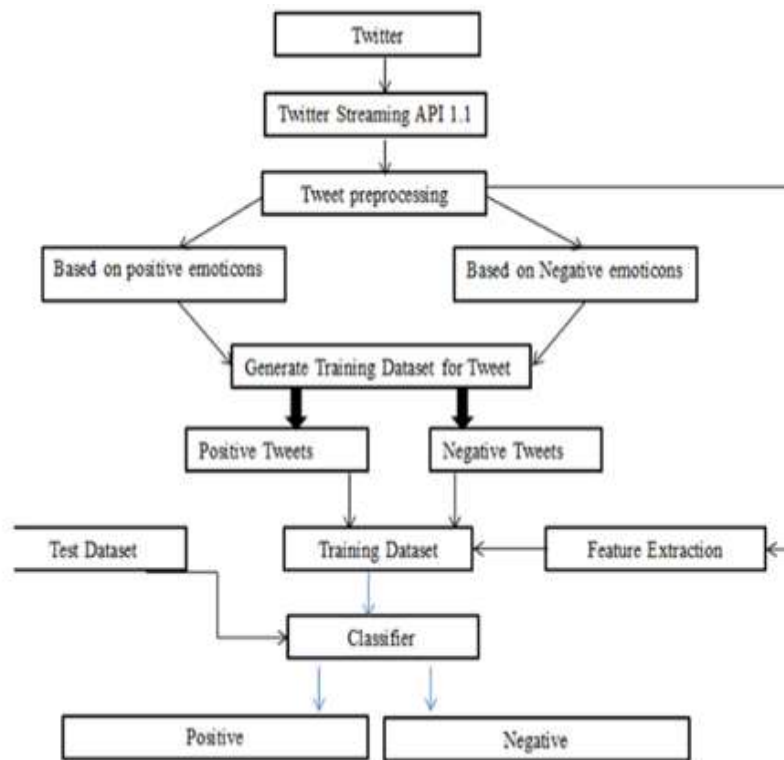 Twitter
Twitter Streaming API 1.1
Tweet preprocessing
Based on positive emoticons
Based on Negative emoticons
Generate Training Dataset for Tweet
Positive Tweets
Negative Tweets
Test Dataset
Training Dataset
Feature Extraction
Classifier
Positive
Negative